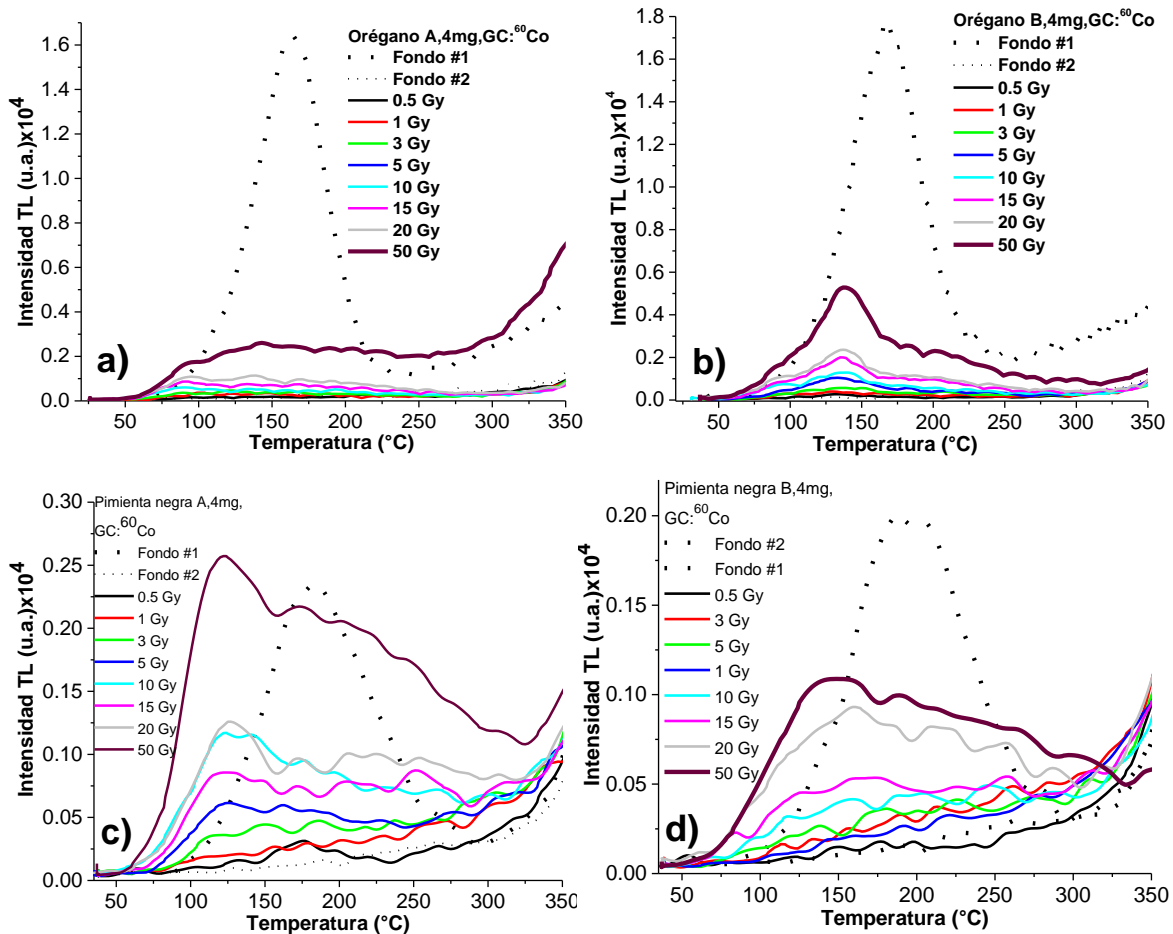 a)
Orégano A,4mg,GC:⁶⁰Co
Fondo #1
Fondo #2
0.5 Gy
1 Gy
3 Gy
5 Gy
10 Gy
15 Gy
20 Gy
50 Gy
Intensidad TL (u.a.)x10⁴
1.6
1.4
1.2
1.0
0.8
0.6
0.4
0.2
0.0
50 100 150 200 250 300 350
Temperatura (°C)
b)
Orégano B,4mg,GC:⁶⁰Co
Fondo #1
Fondo #2
0.5 Gy
1 Gy
3 Gy
5 Gy
10 Gy
15 Gy
20 Gy
50 Gy
Intensidad TL (u.a.)x10⁴
1.8
1.6
1.4
1.2
1.0
0.8
0.6
0.4
0.2
0.0
50 100 150 200 250 300 350
Temperatura (°C)
c)
Pimienta negra A,4mg,
GC:⁶⁰Co
Fondo #1
Fondo #2
0.5 Gy
1 Gy
3 Gy
5 Gy
10 Gy
15 Gy
20 Gy
50 Gy
Intensidad TL (u.a.)x10⁴
0.30
0.25
0.20
0.15
0.10
0.05
0.00
50 100 150 200 250 300 350
Temperatura (°C)
d)
Pimienta negra B,4mg,
GC:⁶⁰Co
Fondo #2
Fondo #1
0.5 Gy
3 Gy
5 Gy
1 Gy
10 Gy
15 Gy
20 Gy
50 Gy
Intensidad TL (u.a.)x10⁴
0.20
0.15
0.10
0.05
0.00
50 100 150 200 250 300 350
Temperatura (°C)